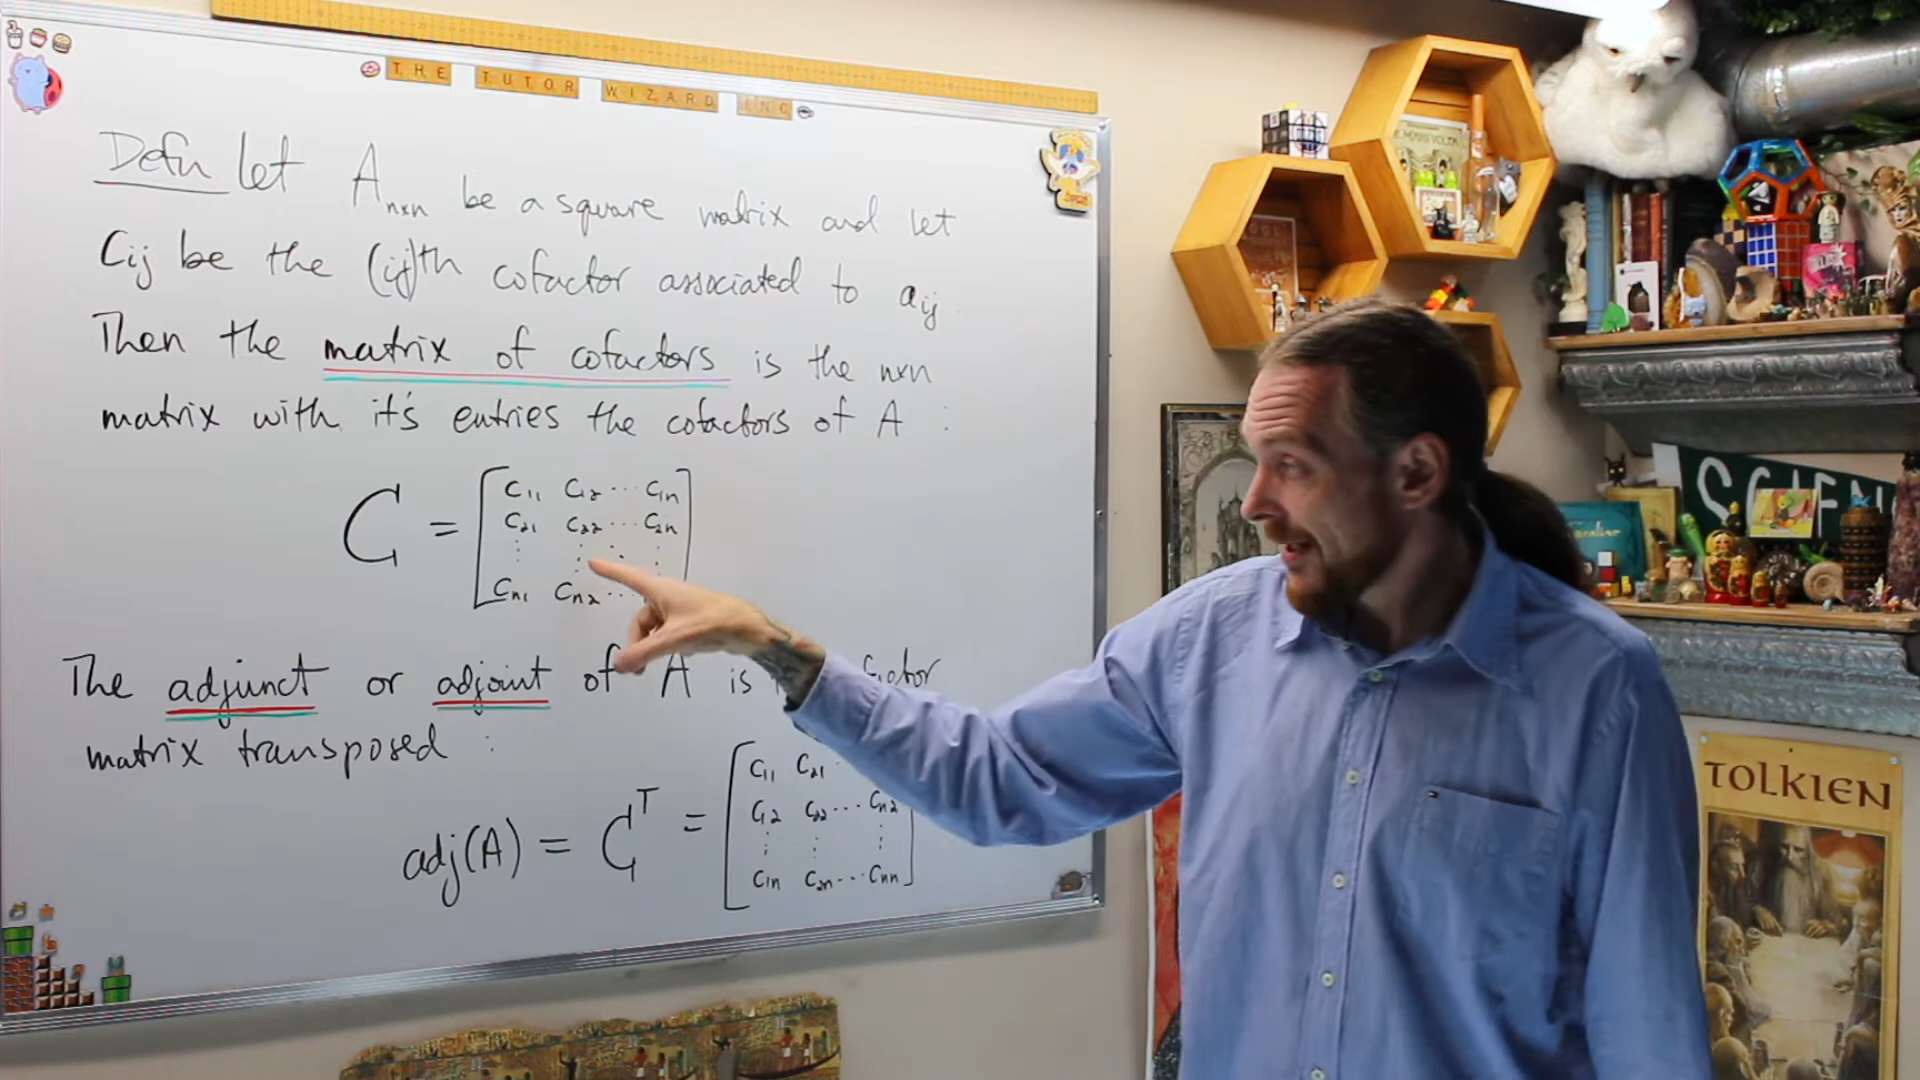 THE TUTOR WIZARD INC
Defn Let Anxn be a square matrix and let
Cij be the (ij)th cofactor associated to aij
Then the matrix of cofactors is the nxn
matrix with it's entries the cofactors of A :
C = [ C11 C12 ... C1n
C21 C22 ... C2n
⋮ ⋮ ⋱ ⋮
Cn1 Cn2 ...
The adjunct or adjoint of A is
matrix transposed :
adj(A) = C^T = [ C11 C21
C12 C22 ... Cn2
⋮ ⋮ ⋮
C1n C2n ... Cnn ]
SCIEN
TOLKIEN